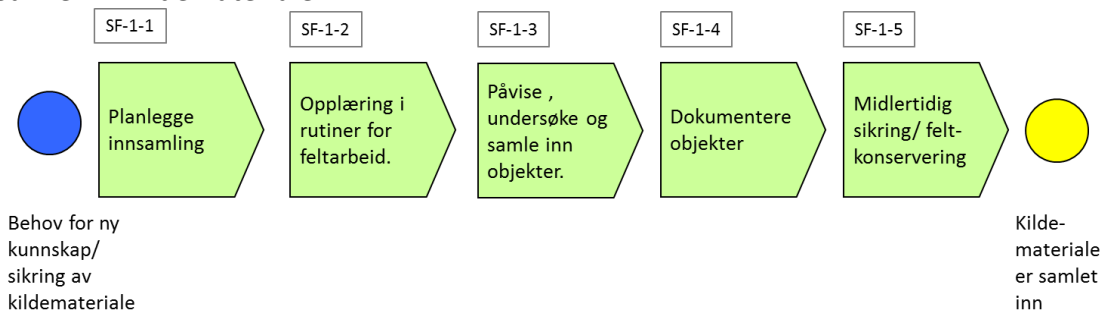 SF-1-1
SF-1-2
SF-1-3
SF-1-4
SF-1-5
Planlegge
innsamling
Opplæring i
rutiner for
feltarbeid.
Påvise ,
undersøke og
samle inn
objekter.
Dokumentere
objekter
Midlertidig
sikring/ felt-
konservering
Behov for ny
kunnskap/
sikring av
kildemateriale
Kilde-
materiale
er samlet
inn